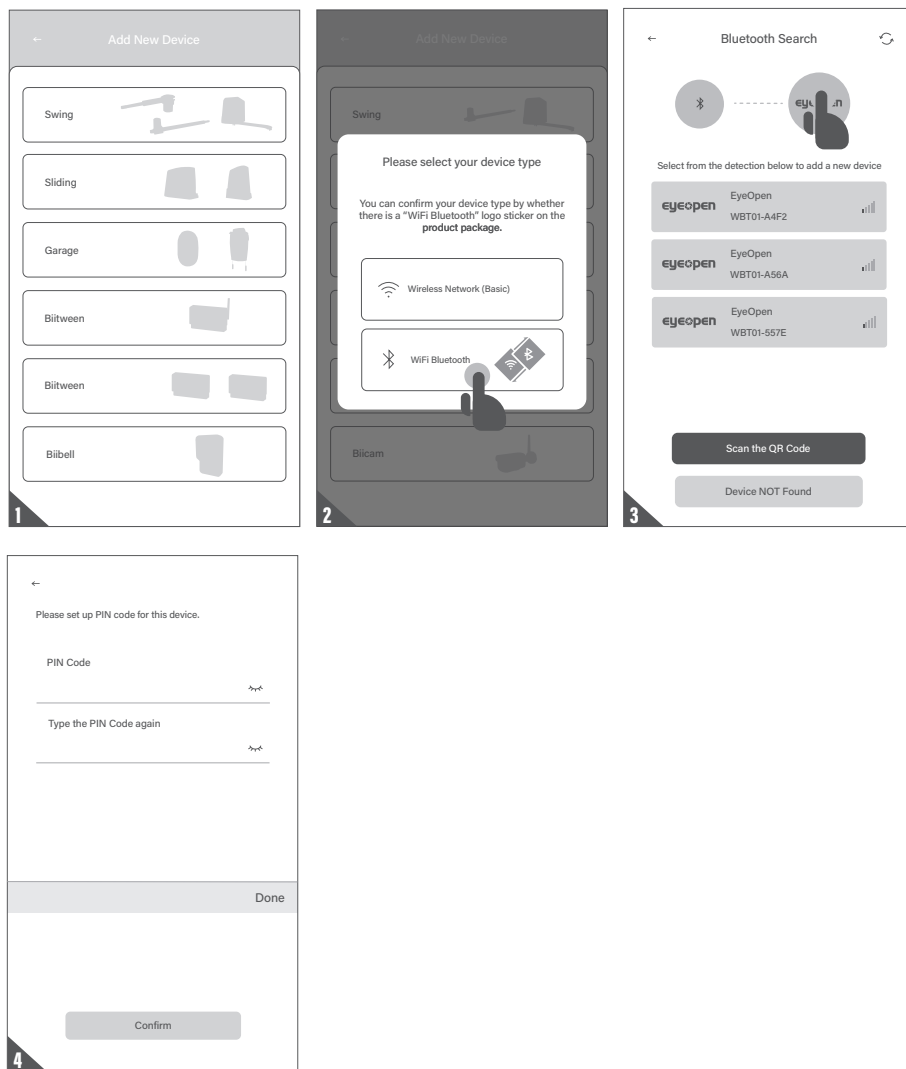 ←
Add New Device
Swing
Sliding
Garage
Biitween
Biitween
Biibell
1
←
Add New Device
Swing
Please select your device type
You can confirm your device type by whether
there is a "WiFi Bluetooth" logo sticker on the
product package.
Wireless Network (Basic)
WiFi Bluetooth
Biicam
2
←
Bluetooth Search
Select from the detection below to add a new device
eyeopen
EyeOpen
WBT01-A4F2
eyeopen
EyeOpen
WBT01-A56A
eyeopen
EyeOpen
WBT01-557E
Scan the QR Code
Device NOT Found
3
←
Please set up PIN code for this device.
PIN Code
Type the PIN Code again
Done
Confirm
4